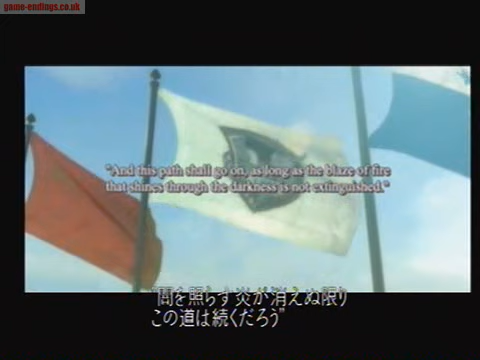 game-endings.co.uk
"And this path shall go on, as long as the blaze of fire
that shines through the darkness is not extinguished."
"闇を照らす炎が消えぬ限り
この道は続くだろう"